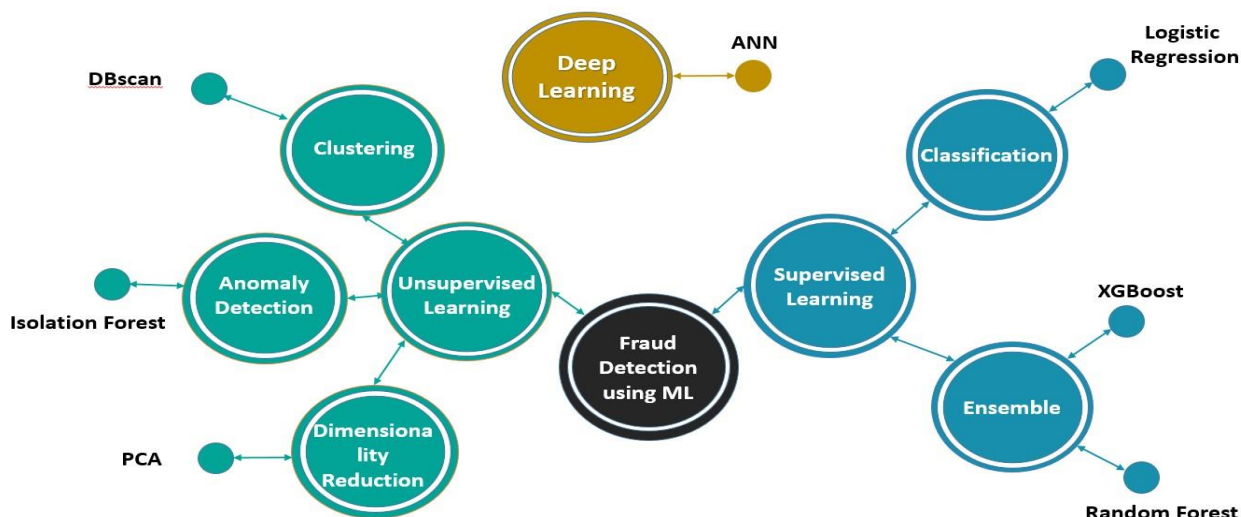 Logistic
Regression
ANN
Deep
Learning
DBscan
Clustering
Classification
Anomaly
Detection
Unsupervised
Learning
Supervised
Learning
XGBoost
Isolation Forest
Fraud
Detection
using ML
Ensemble
Dimensiona
lity
Reduction
PCA
Random Forest